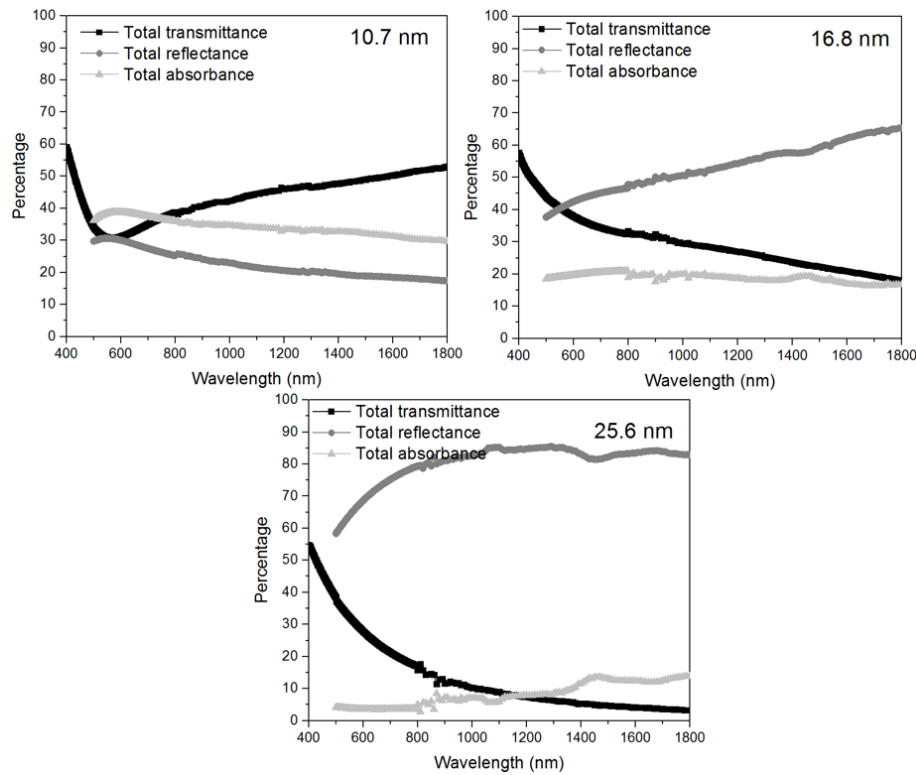 Total transmittance
10.7 nm
Total reflectance
Total absorbance
100
90
80
70
60
50
40
30
20
10
0
Percentage
400 600 800 1000 1200 1400 1600 1800
Wavelength (nm)
Total transmittance
16.8 nm
Total reflectance
Total absorbance
100
90
80
70
60
50
40
30
20
10
0
Percentage
400 600 800 1000 1200 1400 1600 1800
Wavelength (nm)
Total transmittance
25.6 nm
Total reflectance
Total absorbance
100
90
80
70
60
50
40
30
20
10
0
Percentage
400 600 800 1000 1200 1400 1600 1800
Wavelength (nm)